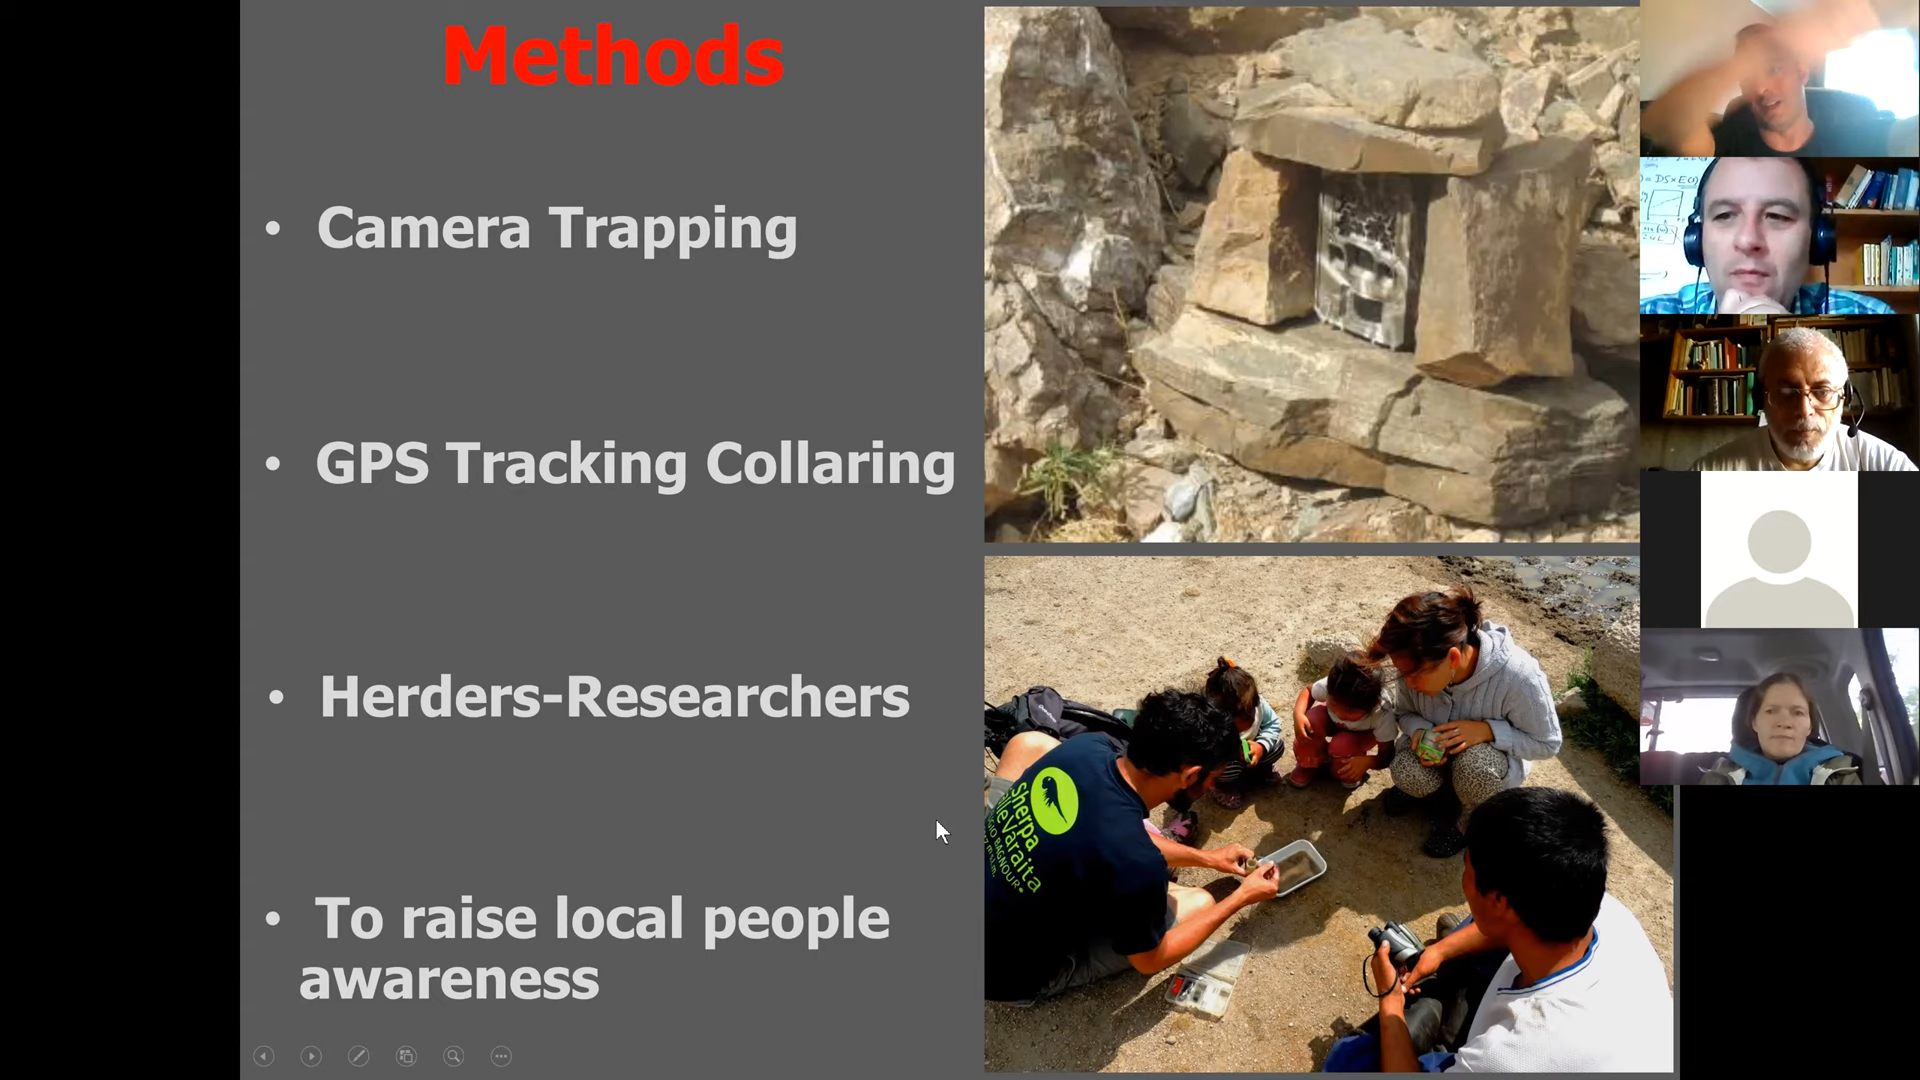 Methods
• Camera Trapping
• GPS Tracking Collaring
• Herders-Researchers
• To raise local people
awareness
Sherpa